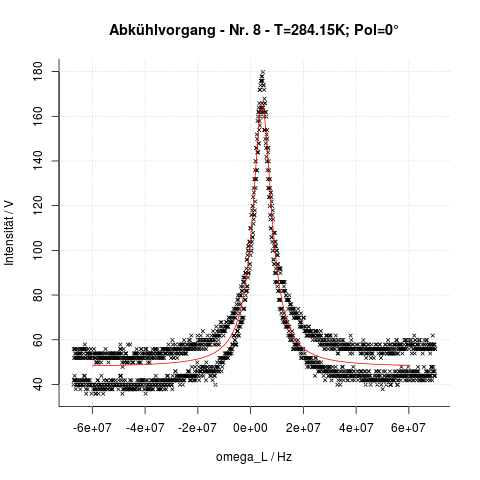 Abkühlvorgang - Nr. 8 - T=284.15K; Pol=0°
Intensität / V
180
160
140
120
100
80
60
40
-6e+07 -4e+07 -2e+07 0e+00 2e+07 4e+07 6e+07
omega_L / Hz